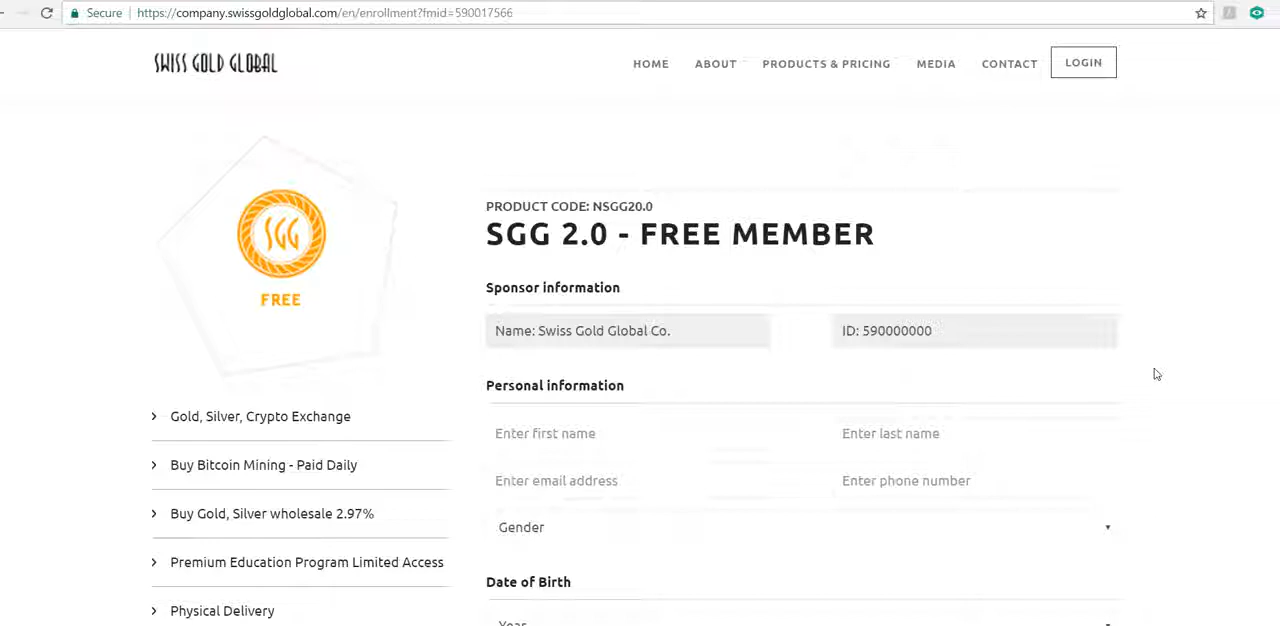 Secure https://company.swissgoldglobal.com/en/enrollment?fmid=590017566
SWISS GOLD GLOBAL
HOME ABOUT PRODUCTS & PRICING MEDIA CONTACT LOGIN
SGG
FREE
PRODUCT CODE: NSGG20.0
SGG 2.0 - FREE MEMBER
Sponsor information
Name: Swiss Gold Global Co. ID: 590000000
Personal information
Enter first name Enter last name
Enter email address Enter phone number
Gender
Date of Birth
Year
› Gold, Silver, Crypto Exchange
› Buy Bitcoin Mining - Paid Daily
› Buy Gold, Silver wholesale 2.97%
› Premium Education Program Limited Access
› Physical Delivery